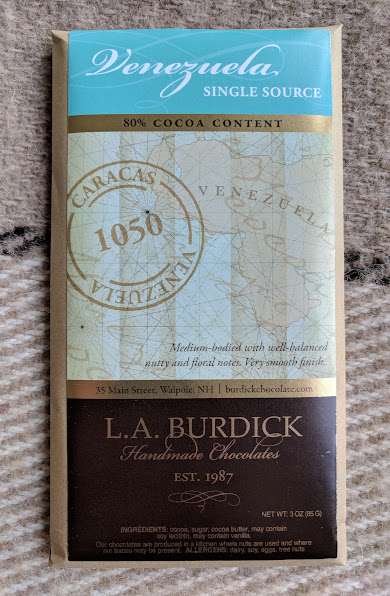 Venezuela
SINGLE SOURCE
80% COCOA CONTENT
CARACAS
1050
VENEZUELA
VENEZUELA
Medium-bodied with well-balanced
nutty and floral notes. Very smooth finish.
35 Main Street, Walpole, NH | burdickchocolate.com
L.A. BURDICK
Handmade Chocolates
EST. 1987
NET WT: 3 OZ (85 G)
INGREDIENTS: cocoa, sugar, cocoa butter, may contain
soy lecithin, may contain vanilla.
Our chocolates are produced in a kitchen where nuts are used and where
nut pieces may be present. ALLERGENS: dairy, soy, eggs, tree nuts